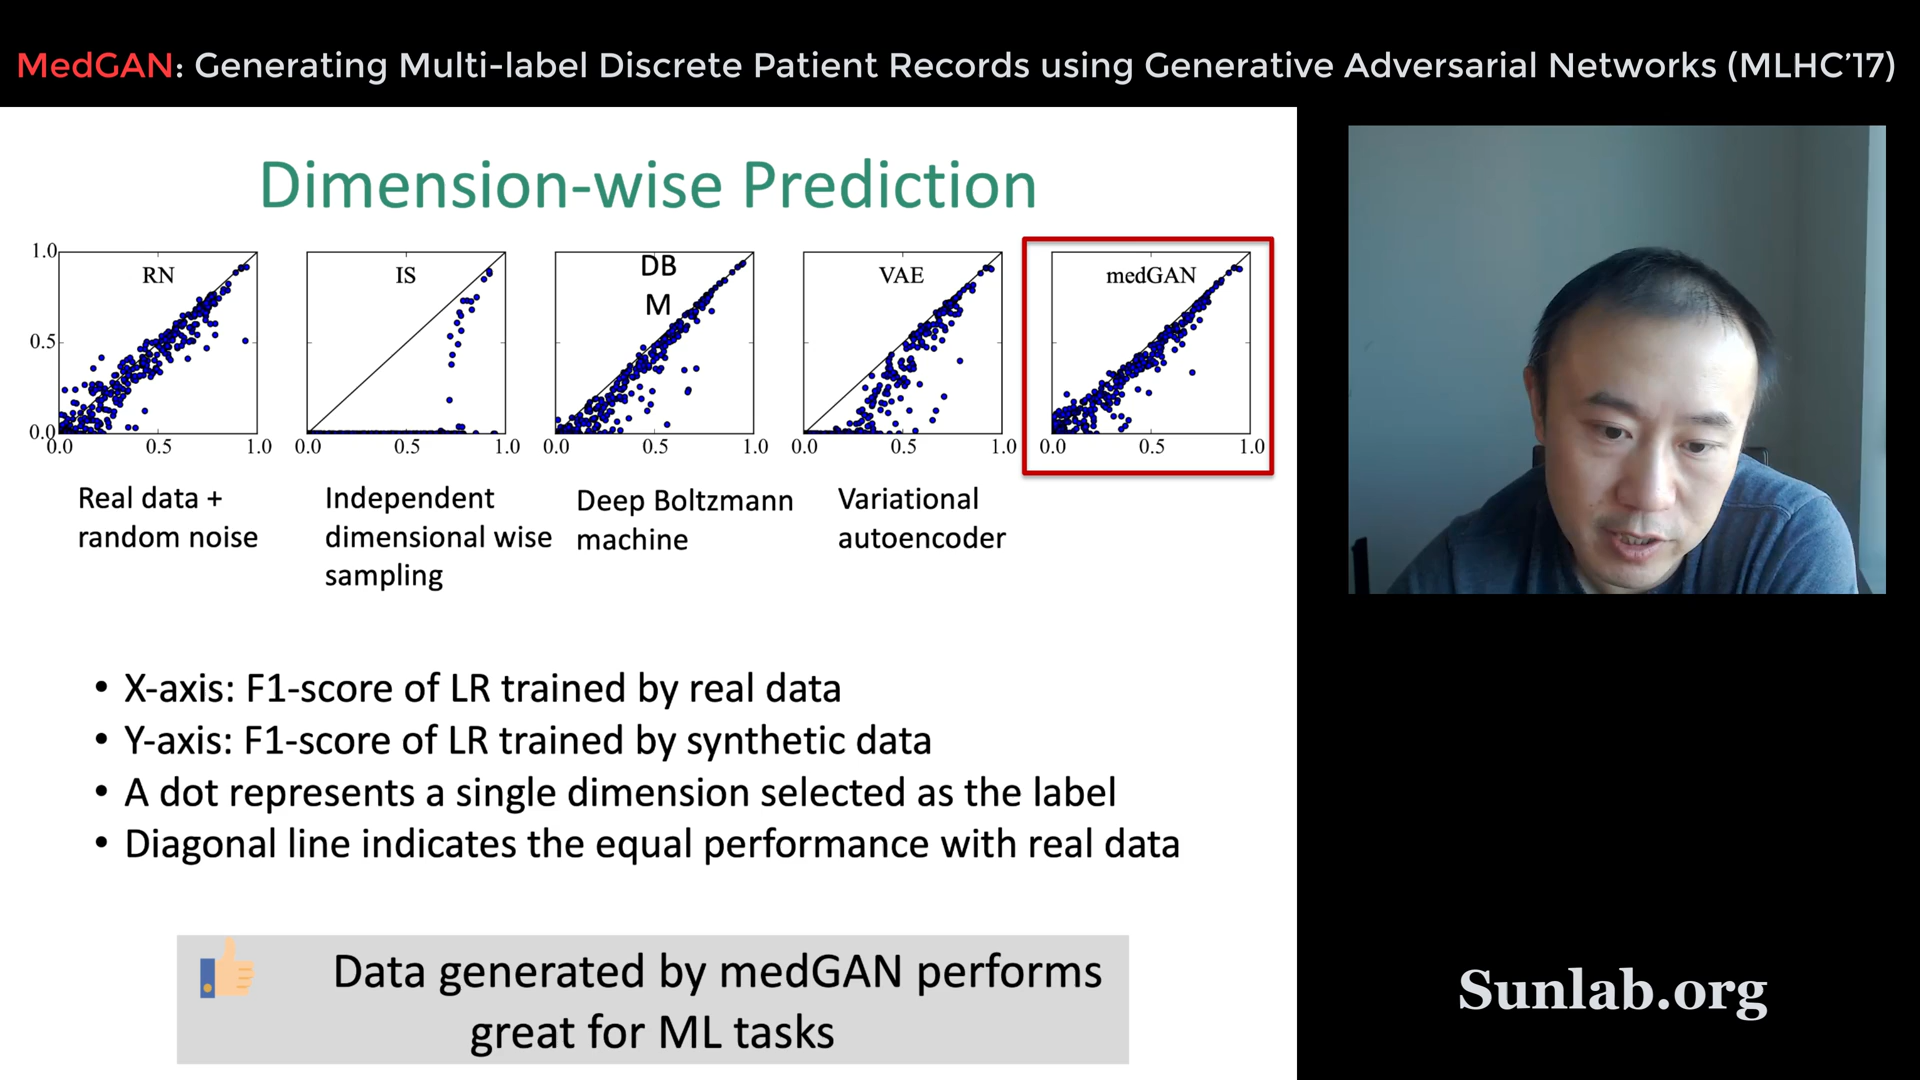 MedGAN: Generating Multi-label Discrete Patient Records using Generative Adversarial Networks (MLHC’17)
Dimension-wise Prediction
1.0
0.5
0.0
RN
0.0 0.5 1.0
IS
0.0 0.5 1.0
DB
M
0.0 0.5 1.0
VAE
0.0 0.5 1.0
medGAN
0.0 0.5 1.0
Real data +
random noise
Independent
dimensional wise
sampling
Deep Boltzmann
machine
Variational
autoencoder
• X-axis: F1-score of LR trained by real data
• Y-axis: F1-score of LR trained by synthetic data
• A dot represents a single dimension selected as the label
• Diagonal line indicates the equal performance with real data
Data generated by medGAN performs
great for ML tasks
Sunlab.org